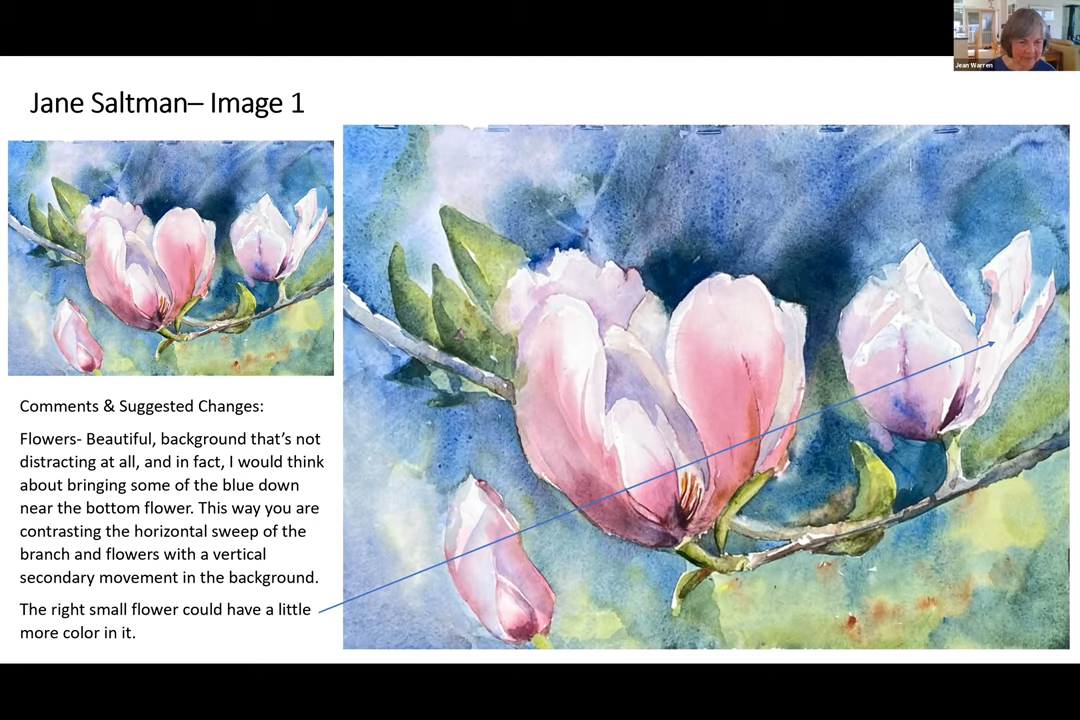 Jean Warren
Jane Saltman– Image 1
Comments & Suggested Changes:
Flowers- Beautiful, background that’s not
distracting at all, and in fact, I would think
about bringing some of the blue down
near the bottom flower. This way you are
contrasting the horizontal sweep of the
branch and flowers with a vertical
secondary movement in the background.
The right small flower could have a little
more color in it.